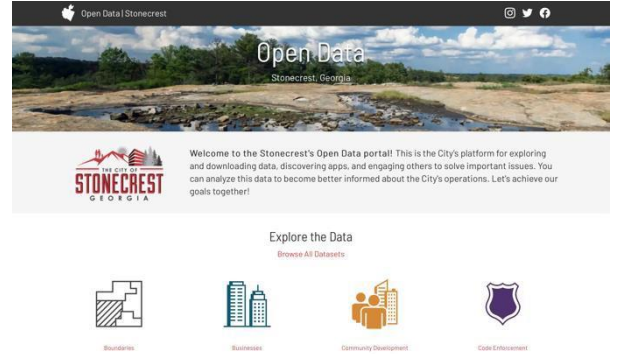 Open Data | Stonecrest
Open Data
Stonecrest, Georgia
THE CITY OF
STONECREST
GEORGIA
Welcome to the Stonecrest's Open Data portal! This is the City's platform for exploring
and downloading data, discovering apps, and engaging others to solve important issues. You
can analyze this data to become better informed about the City's operations. Let's achieve our
goals together!
Explore the Data
Browse All Datasets
Boundaries
Businesses
Community Development
Code Enforcement